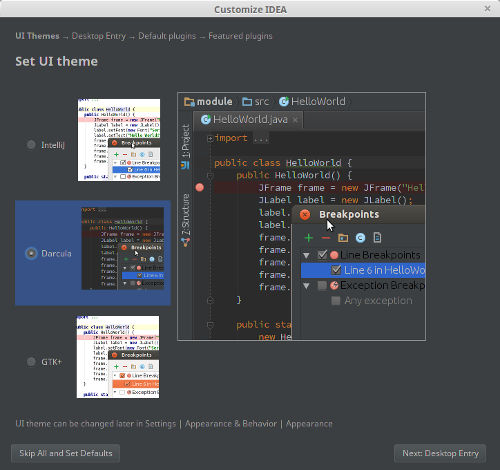 Customize IDEA
UI Themes → Desktop Entry → Default plugins → Featured plugins
Set UI theme
IntelliJ
Darcula
GTK+
module
src
HelloWorld
HelloWorld.java
1: Project
7: Structure
import ...
public class HelloWorld {
public HelloWorld() {
JFrame frame = new JFrame("Hel
JLabel label = new JLabel();
label.
label.
frame.
frame.
frame.
frame.
frame.
}
public sta
new He
Breakpoints
Line Breakpoints
Line 6 in HelloWo
Exception Breakp
Any exception
UI theme can be changed later in Settings | Appearance & Behavior | Appearance
Skip All and Set Defaults
Next: Desktop Entry